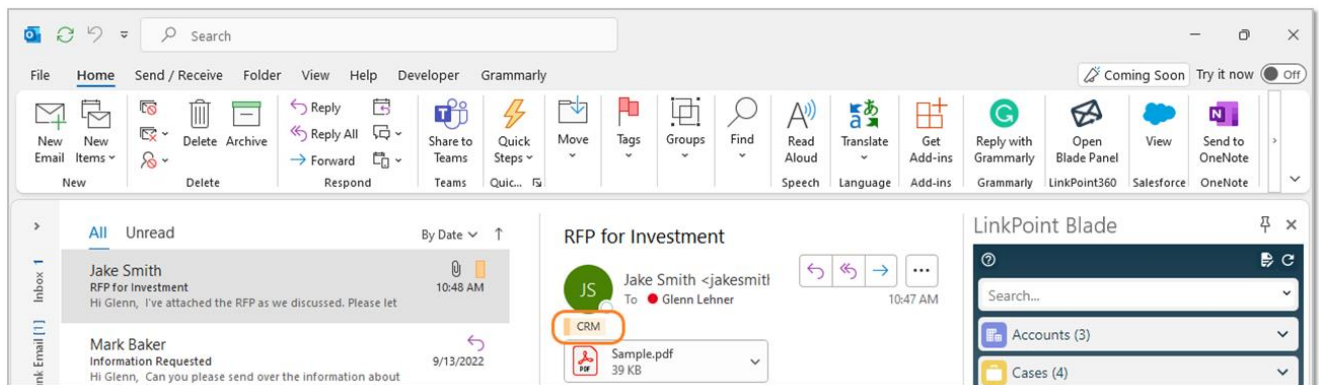 Search
File Home Send / Receive Folder View Help Developer Grammarly
Coming Soon Try it now Off
New Email
New Items
Delete
Archive
Reply
Reply All
Forward
Share to Teams
Quick Steps
Move
Tags
Groups
Find
Read Aloud
Translate
Get Add-ins
Reply with Grammarly
Open Blade Panel
View
Send to OneNote
New Delete Respond Teams Quic... Speech Language Add-ins Grammarly LinkPoint360 Salesforce OneNote
Inbox 1
Email [1]
All Unread By Date
Jake Smith
RFP for Investment 10:48 AM
Hi Glenn, I've attached the RFP as we discussed. Please let
Mark Baker
Information Requested 9/13/2022
Hi Glenn, Can you please send over the information about
RFP for Investment
JS
Jake Smith <jakesmitl
To Glenn Lehner 10:47 AM
CRM
PDF
Sample.pdf
39 KB
LinkPoint Blade
Search...
Accounts (3)
Cases (4)